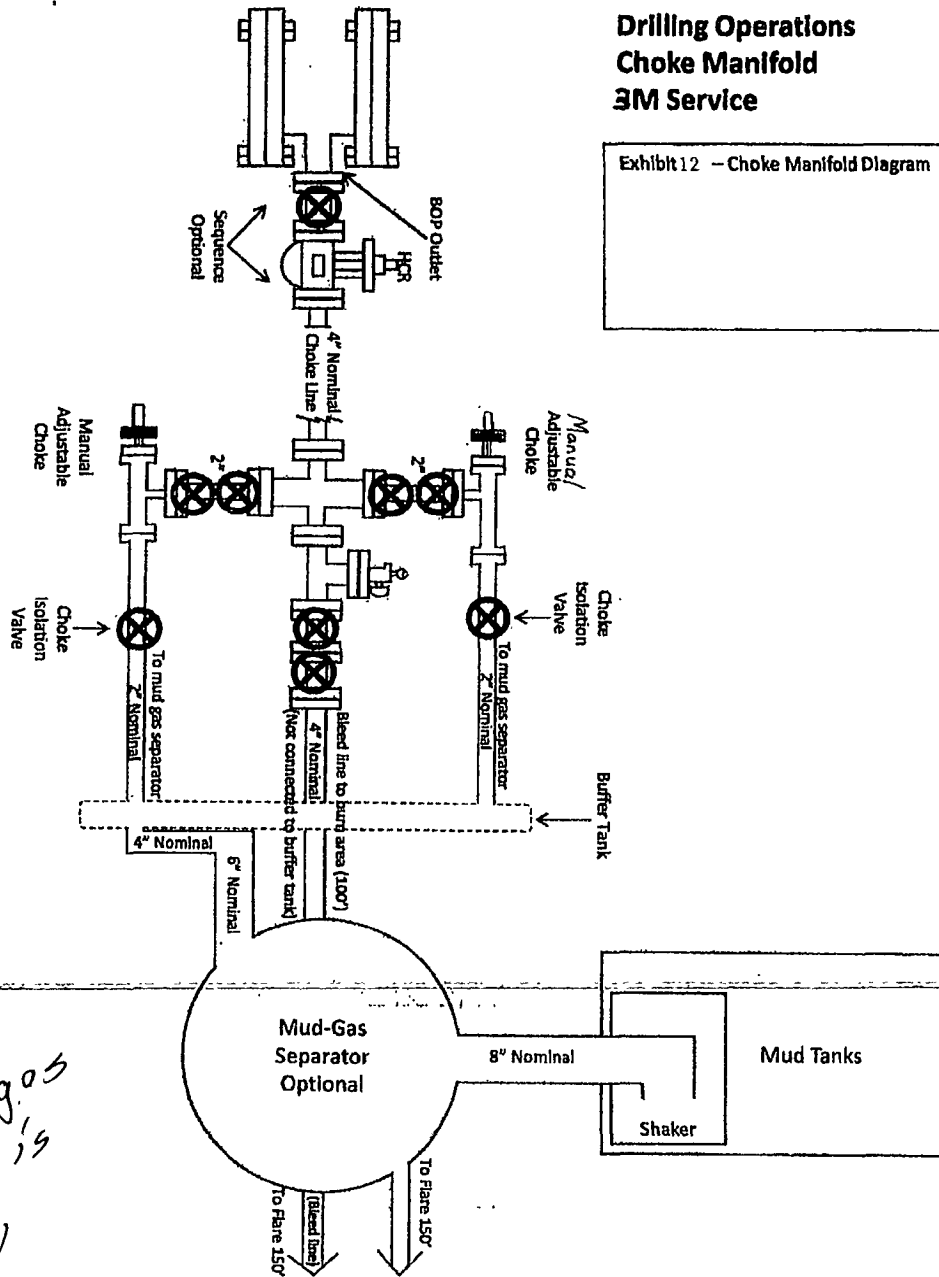 Drilling Operations
Choke Manifold
3M Service
Exhibit 12 – Choke Manifold Diagram
BOP Outlet
HCR
Sequence
Optional
4" Nominal
Choke Line
Manual
Adjustable
Choke
2"
2"
Manual
Adjustable
Choke
Choke
Isolation
Valve
Choke
Isolation
Valve
To mud gas separator
2" Nominal
To mud gas separator
2" Nominal
Bleed line to burn area (100')
4" Nominal
(Not connected to buffer tank)
Buffer Tank
4" Nominal
6" Nominal
Mud-Gas
Separator
Optional
8" Nominal
Mud Tanks
Shaker
gas
is
To Flare 150'
(Bleed line)
To Flare 150'